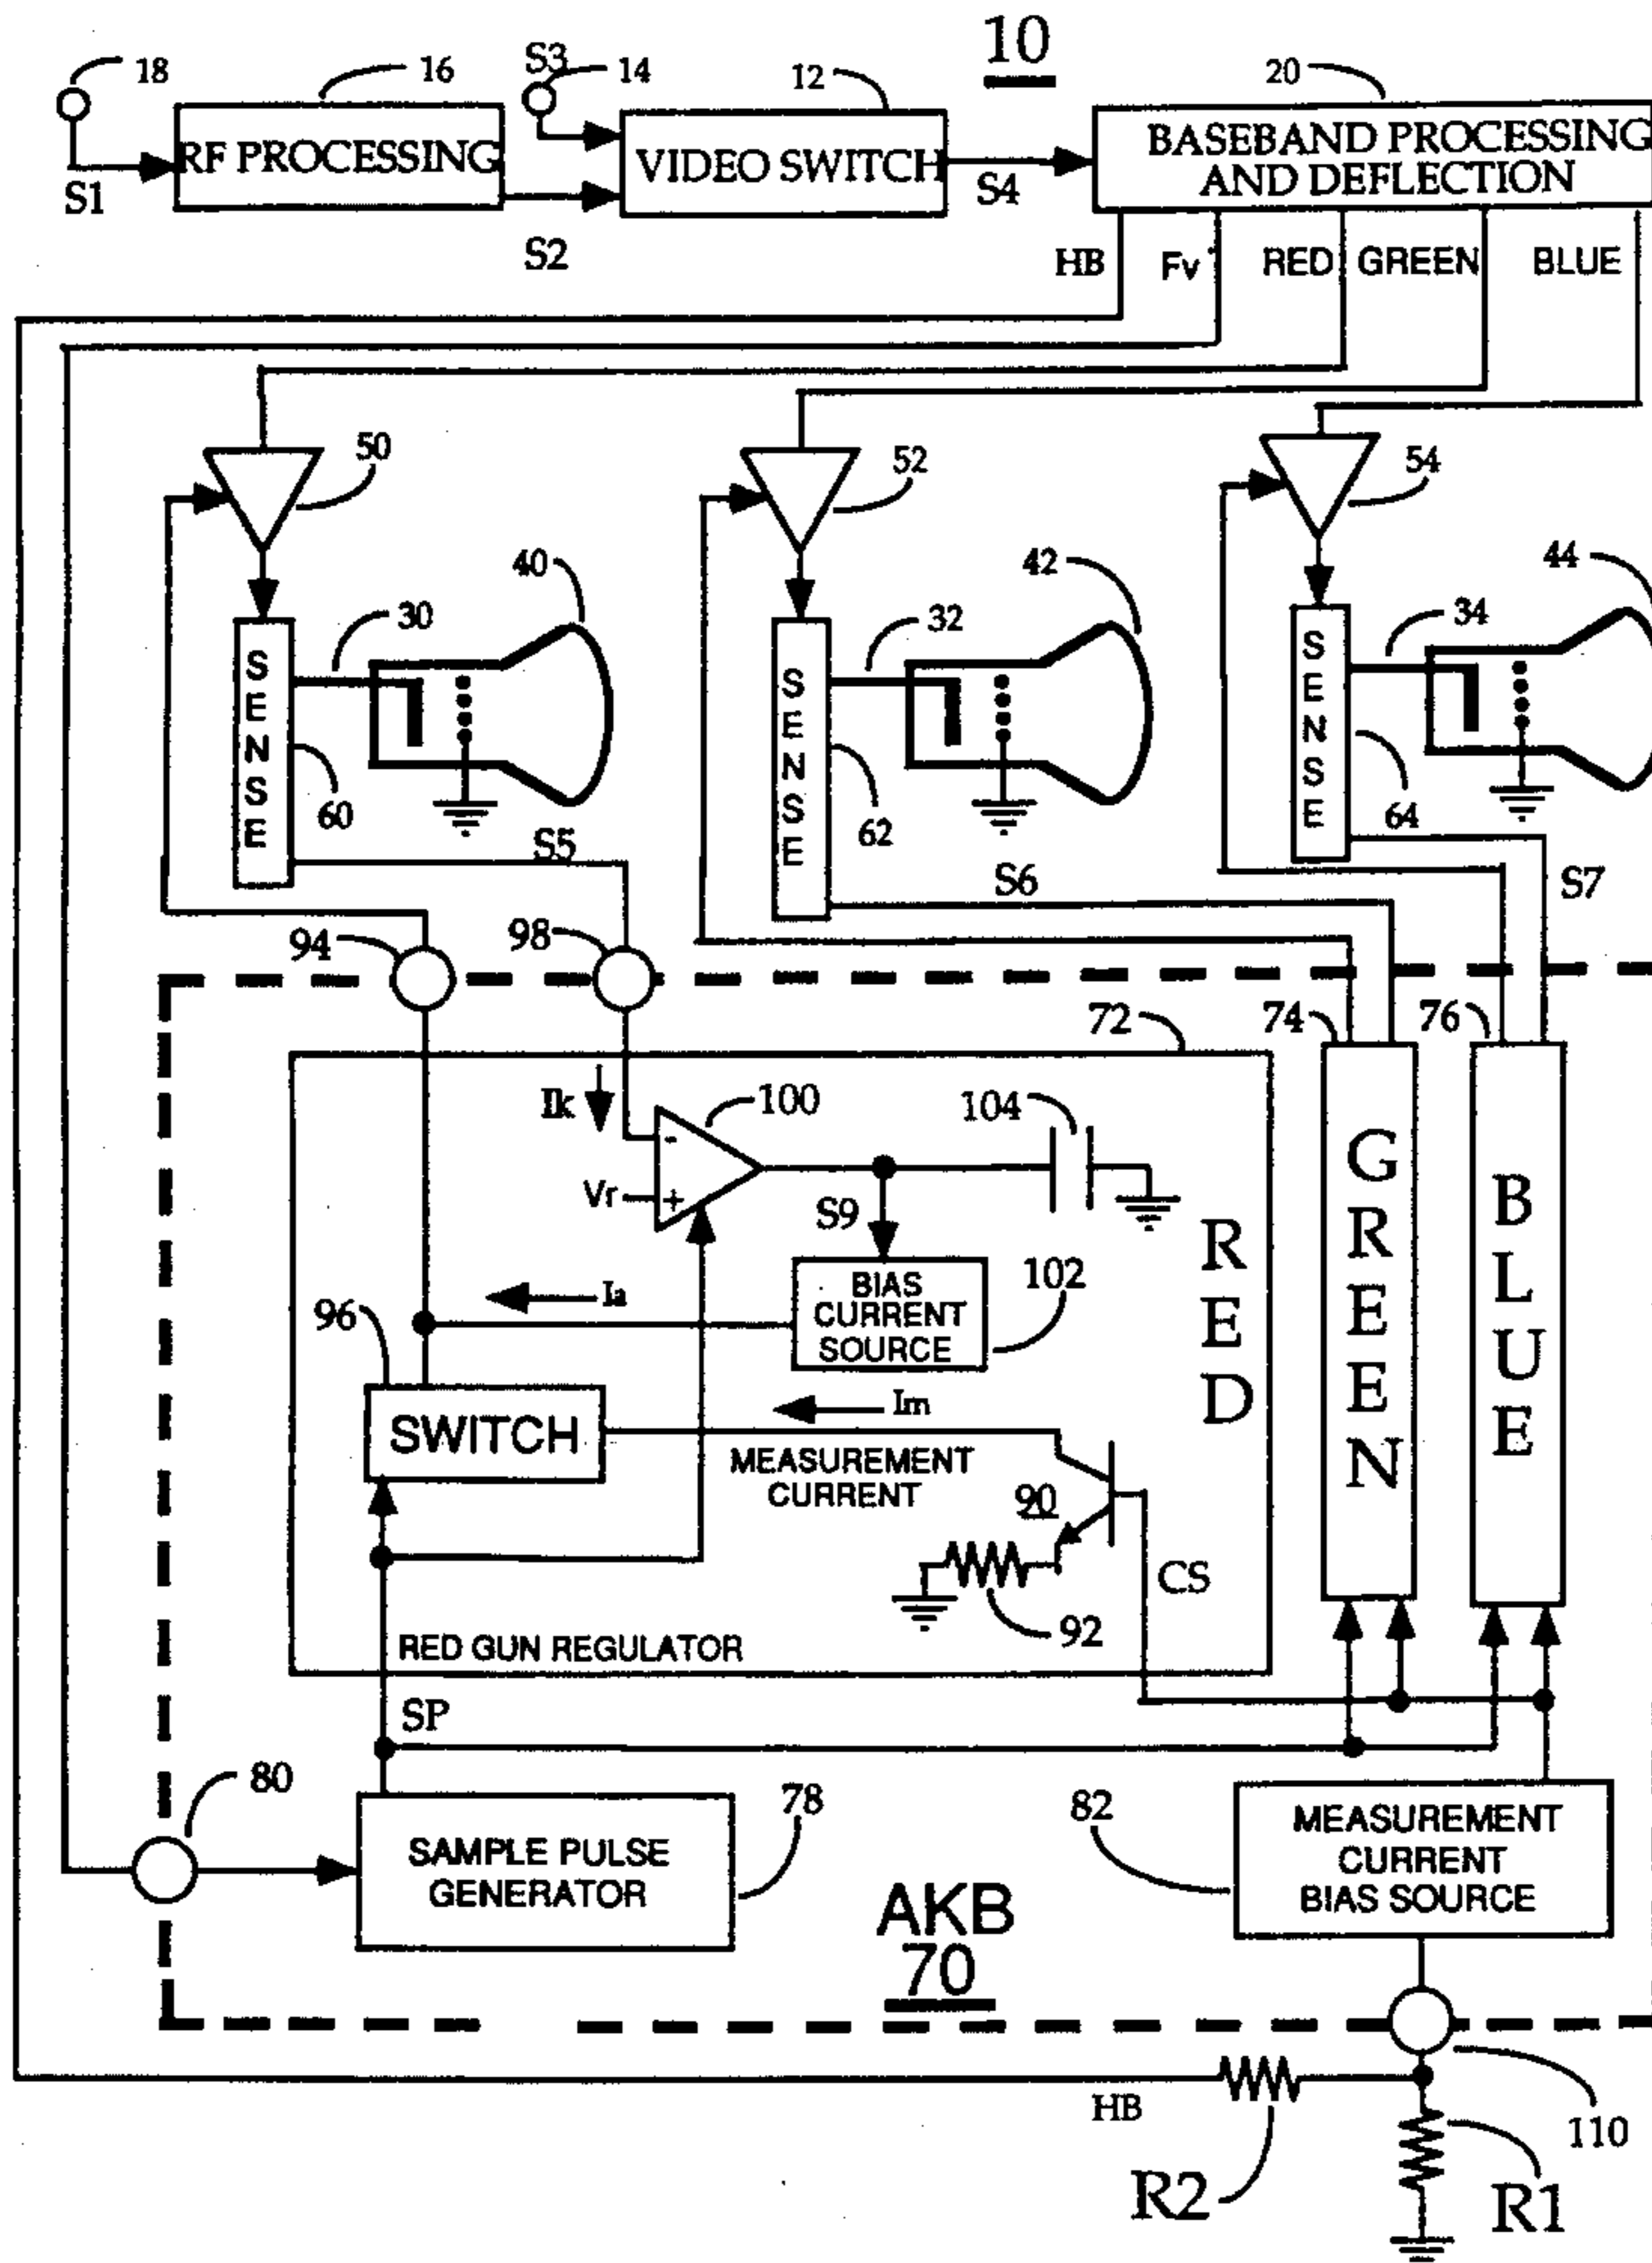 10
18
16
S3
14
12
20
RF PROCESSING
VIDEO SWITCH
BASEBAND PROCESSING
AND DEFLECTION
S1
S2
S4
HB
Fv
RED
GREEN
BLUE
50
52
54
40
42
44
30
32
34
SENSE
SENSE
SENSE
60
62
64
S5
S6
S7
94
98
72
74
76
Ik
100
104
Vr
-
+
S9
RED
GREEN
BLUE
Ia
BIAS
CURRENT
SOURCE
102
96
SWITCH
Im
MEASUREMENT
CURRENT
90
CS
92
RED GUN REGULATOR
SP
80
78
82
SAMPLE PULSE
GENERATOR
MEASUREMENT
CURRENT
BIAS SOURCE
AKB
70
HB
110
R2
R1